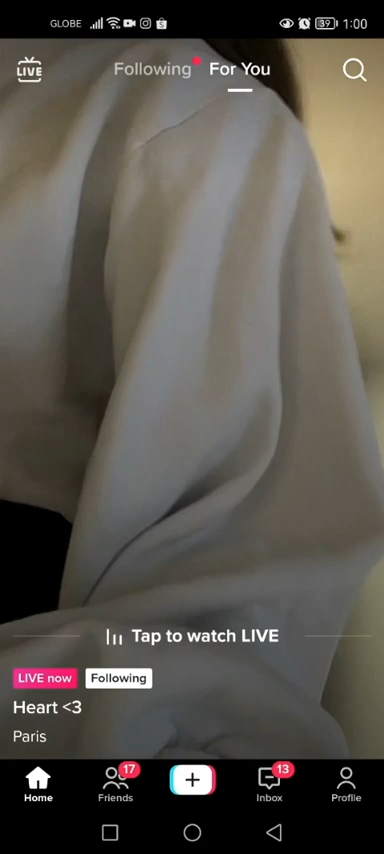 GLOBE 89 1:00
LIVE Following For You
Tap to watch LIVE
LIVE now Following
Heart <3
Paris
17 13
Home Friends Inbox Profile